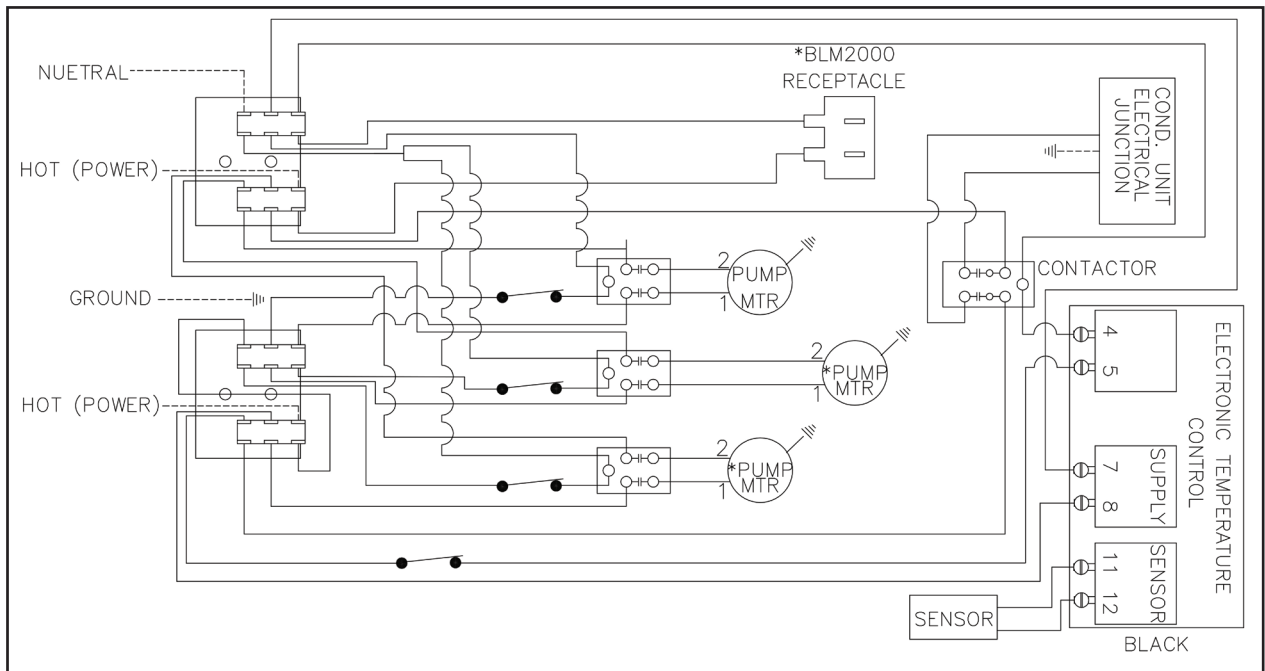 *BLM2000
RECEPTACLE
NUETRAL
COND. UNIT
ELECTRICAL
JUNCTION
HOT (POWER)
2
PUMP
MTR
1
CONTACTOR
GROUND
4
5
ELECTRONIC TEMPERATURE
CONTROL
2
*PUMP
MTR
1
HOT (POWER)
2
*PUMP
MTR
1
7
8
SUPPLY
11
12
SENSOR
SENSOR
BLACK